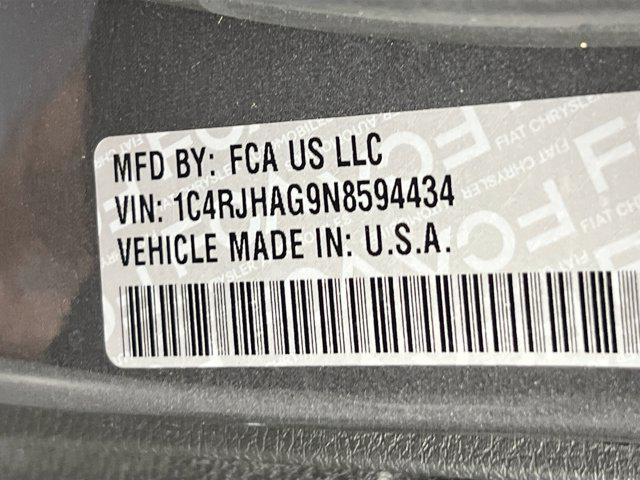 MFD BY: FCA US LLC
VIN: 1C4RJHAG9N8594434
VEHICLE MADE IN: U.S.A.